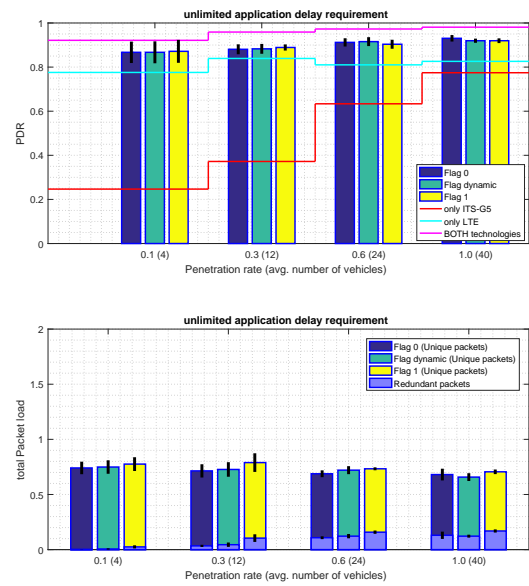 unlimited application delay requirement
1
0.8
0.6
0.4
0.2
0
PDR
Flag 0
Flag dynamic
Flag 1
only ITS-G5
only LTE
BOTH technologies
0.1 (4)
0.3 (12)
0.6 (24)
1.0 (40)
Penetration rate (avg. number of vehicles)
unlimited application delay requirement
2
1.5
1
0.5
0
total Packet load
Flag 0 (Unique packets)
Flag dynamic (Unique packets)
Flag 1 (Unique packets)
Redundant packets
0.1 (4)
0.3 (12)
0.6 (24)
1.0 (40)
Penetration rate (avg. number of vehicles)